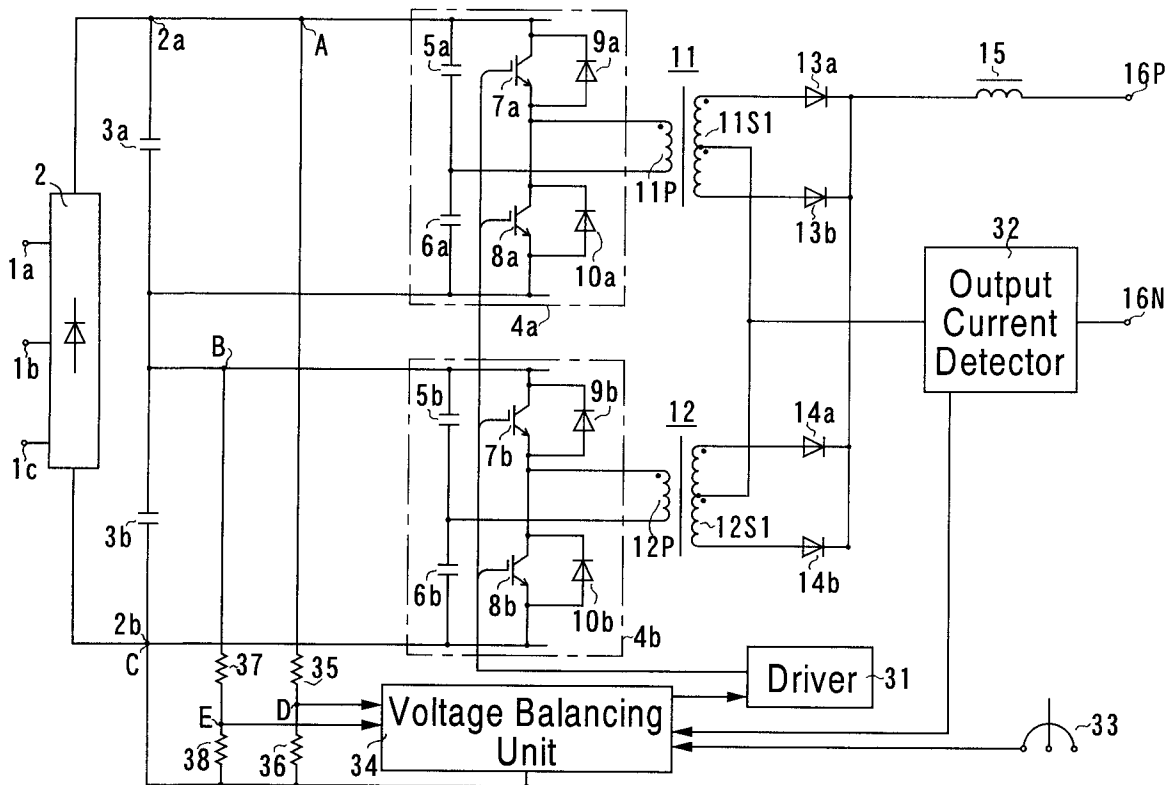 2a
A
5a
9a
11
13a
15
16P
7a
3a
11S1
2
11P
1a
6a
8a
10a
13b
32
Output
Current
Detector
16N
4a
B
1b
5b
9b
12
14a
7b
1c
3b
12P
12S1
6b
8b
10b
14b
2b
C
4b
37
35
Driver
31
D
E
Voltage Balancing
Unit
33
38
36
34